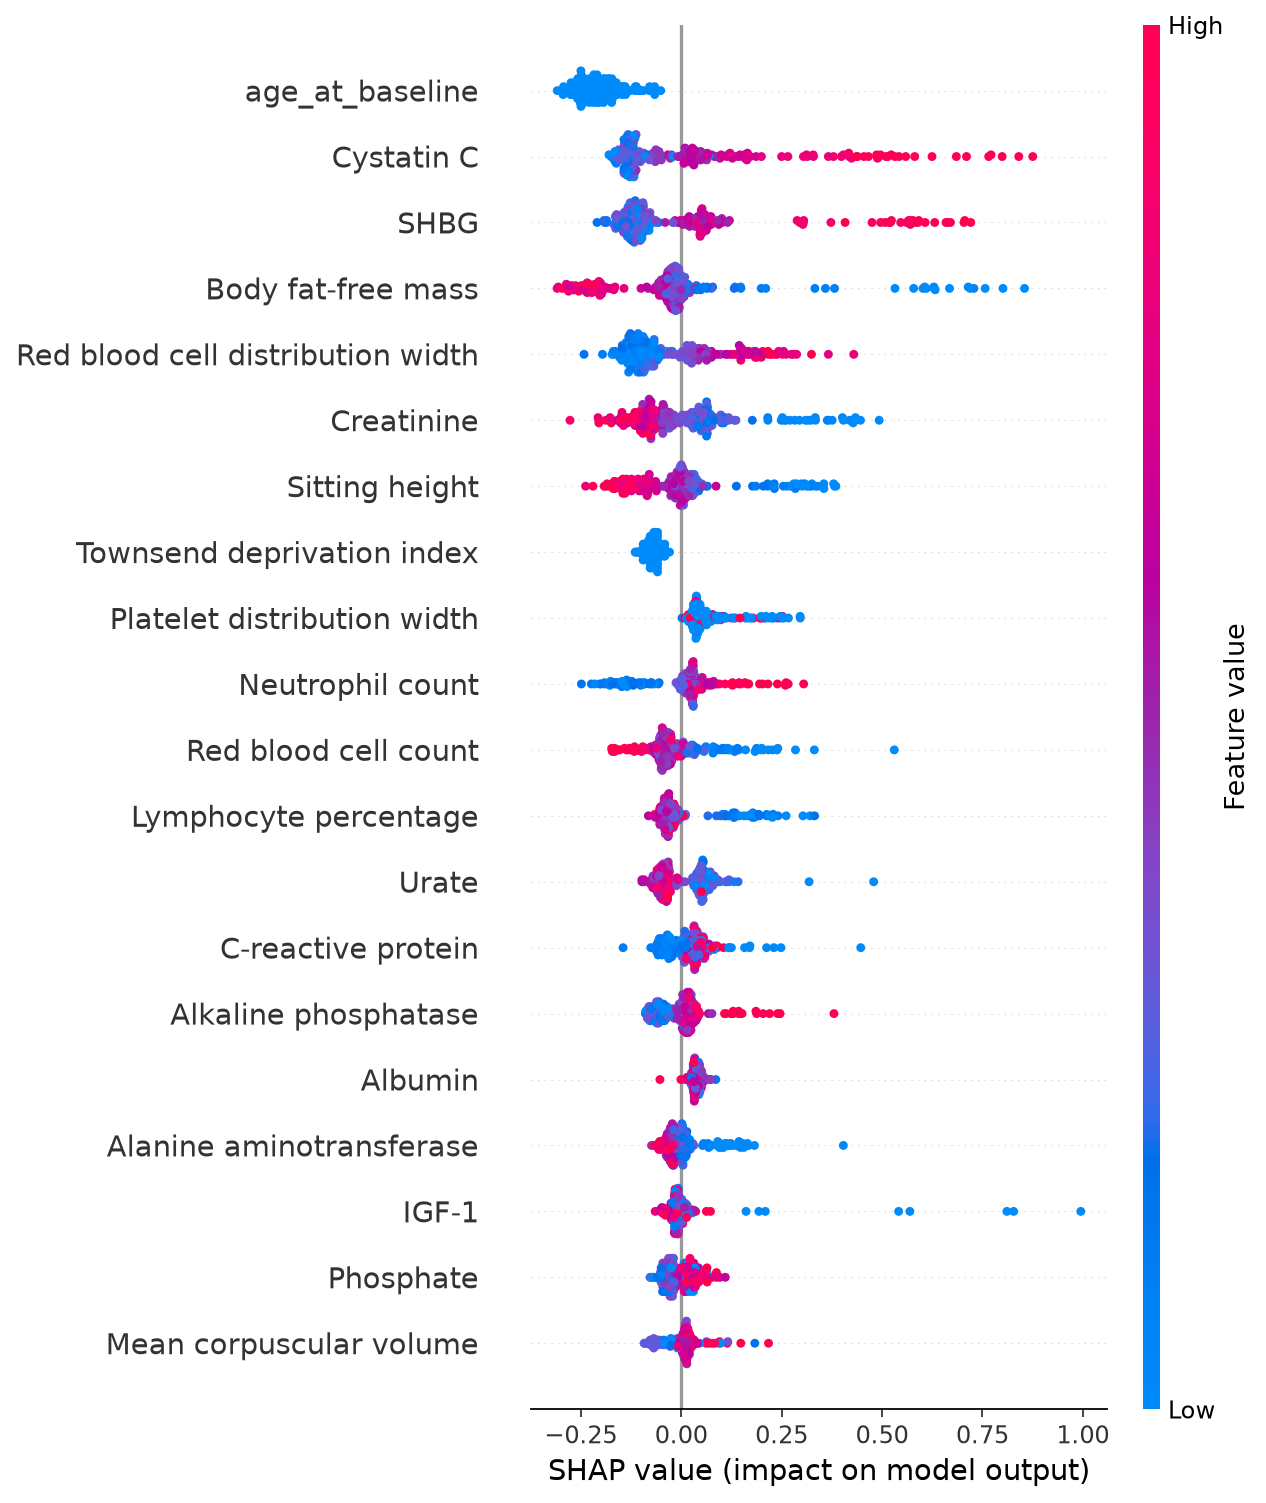 High
age_at_baseline
Cystatin C
SHBG
Body fat-free mass
Red blood cell distribution width
Creatinine
Sitting height
Townsend deprivation index
Platelet distribution width
Neutrophil count
Red blood cell count
Lymphocyte percentage
Urate
C-reactive protein
Alkaline phosphatase
Albumin
Alanine aminotransferase
IGF-1
Phosphate
Mean corpuscular volume
Feature value
Low
−0.25 0.00 0.25 0.50 0.75 1.00
SHAP value (impact on model output)